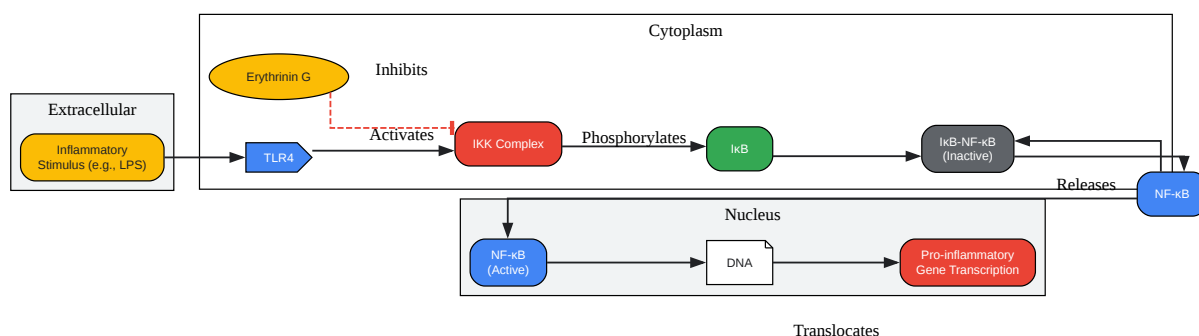 Cytoplasm
Erythrinin G
Inhibits
Extracellular
Inflammatory
Stimulus (e.g., LPS)
TLR4
Activates
IKK Complex
Phosphorylates
IκB
IκB-NF-κB
(Inactive)
Releases
NF-κB
Nucleus
NF-κB
(Active)
DNA
Pro-inflammatory
Gene Transcription
Translocates